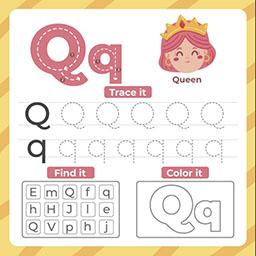 Qq
Queen
Trace it
Q Q Q Q Q Q
q q q q q q q
Find it
Color it
E m Q f q
h H J l e
Q L v j Q
Qq